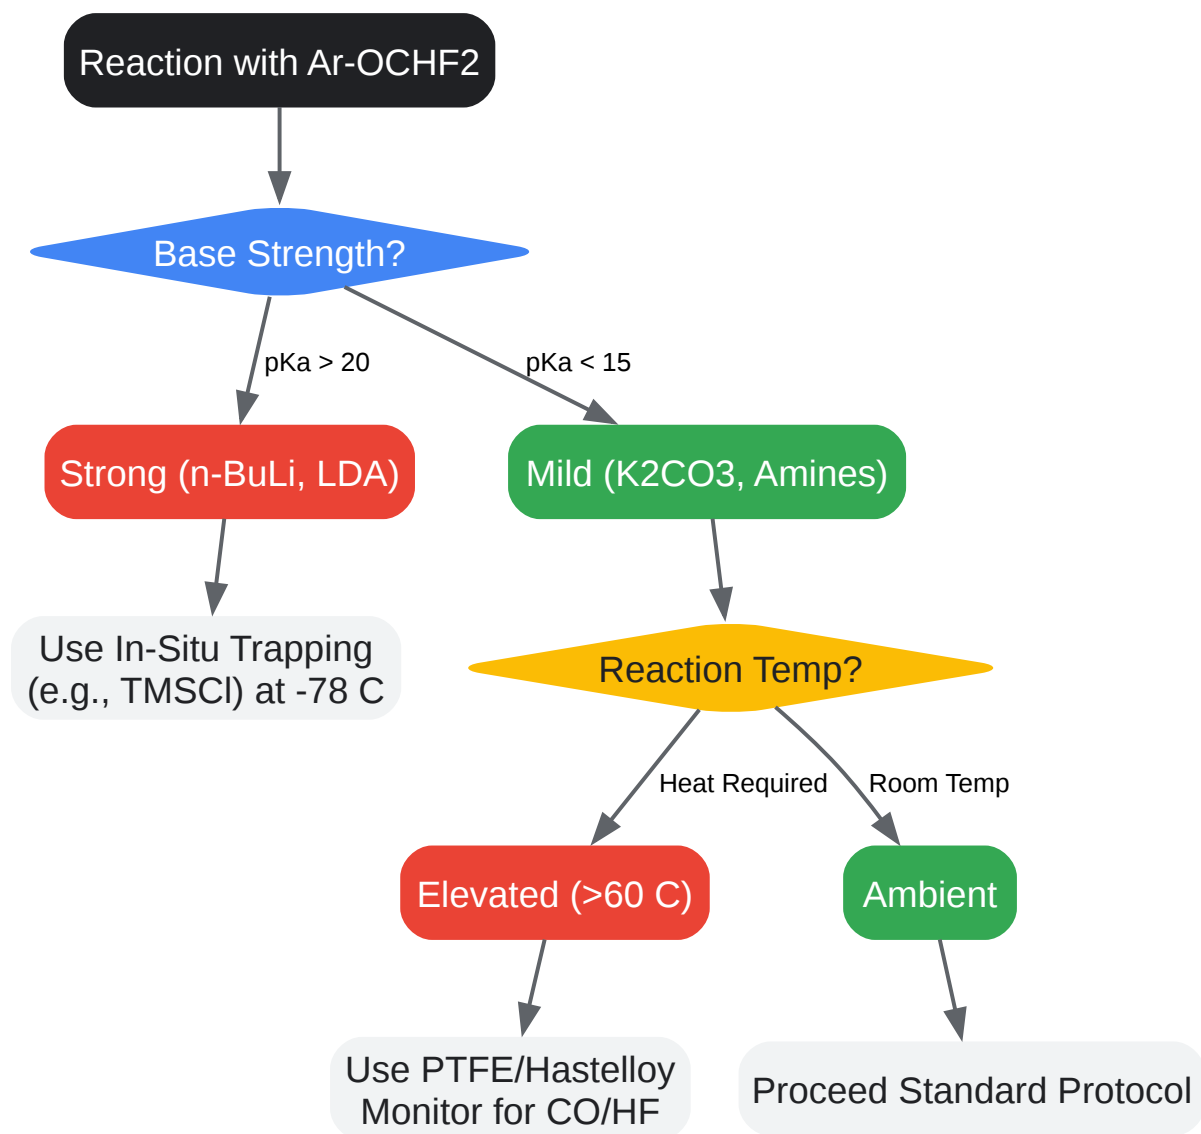 Reaction with Ar-OCHF2
Base Strength?
pKa > 20
pKa < 15
Strong (n-BuLi, LDA)
Mild (K2CO3, Amines)
Use In-Situ Trapping
(e.g., TMSCl) at -78 C
Reaction Temp?
Heat Required
Room Temp
Elevated (>60 C)
Ambient
Use PTFE/Hastelloy
Monitor for CO/HF
Proceed Standard Protocol